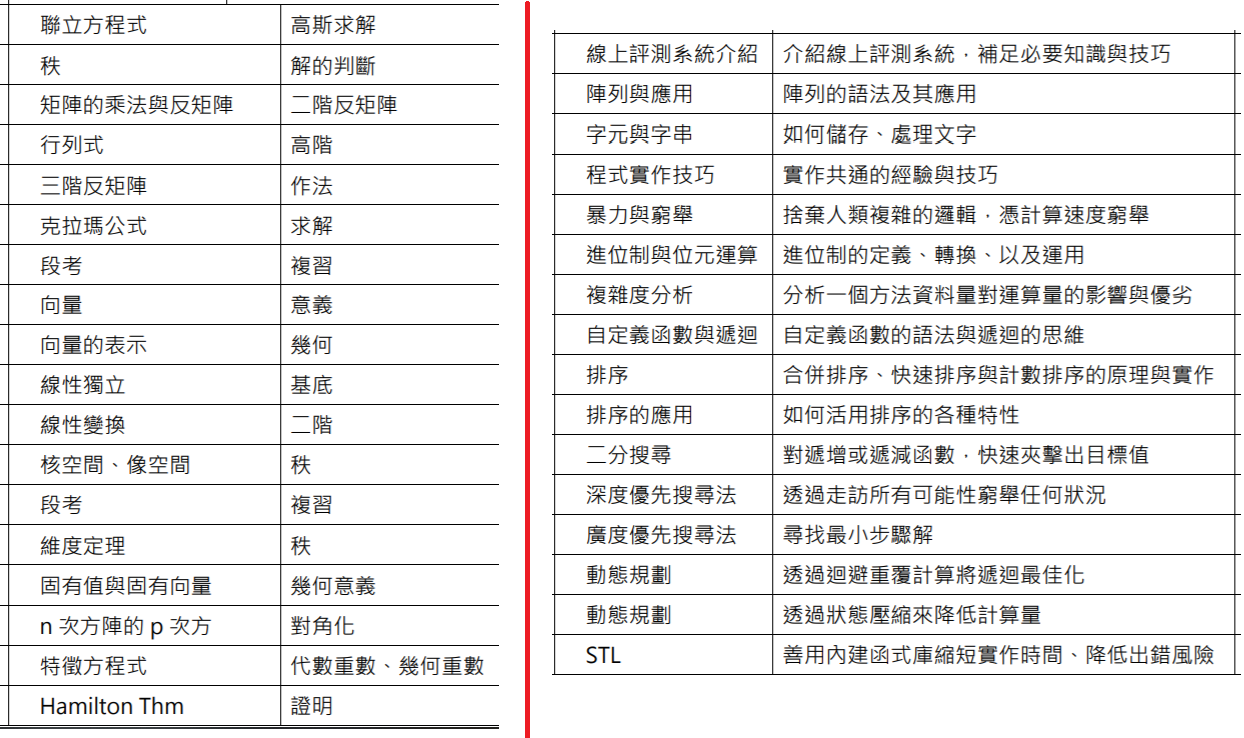 聯立方程式 高斯求解
秩 解的判斷
矩陣的乘法與反矩陣 二階反矩陣
行列式 高階
三階反矩陣 作法
克拉瑪公式 求解
段考 複習
向量 意義
向量的表示 幾何
線性獨立 基底
線性變換 二階
核空間、像空間 秩
段考 複習
維度定理 秩
固有值與固有向量 幾何意義
n 次方陣的 p 次方 對角化
特徵方程式 代數重數、幾何重數
Hamilton Thm 證明
線上評測系統介紹 介紹線上評測系統，補足必要知識與技巧
陣列與應用 陣列的語法及其應用
字元與字串 如何儲存、處理文字
程式實作技巧 實作共通的經驗與技巧
暴力與窮舉 捨棄人類複雜的邏輯，憑計算速度窮舉
進位制與位元運算 進位制的定義、轉換、以及運用
複雜度分析 分析一個方法資料量對運算量的影響與優劣
自定義函數與遞迴 自定義函數的語法與遞迴的思維
排序 合併排序、快速排序與計數排序的原理與實作
排序的應用 如何活用排序的各種特性
二分搜尋 對遞增或遞減函數，快速夾擊出目標值
深度優先搜尋法 透過走訪所有可能性窮舉任何狀況
廣度優先搜尋法 尋找最小步驟解
動態規劃 透過迴避重覆計算將遞迴最佳化
動態規劃 透過狀態壓縮來降低計算量
STL 善用內建函式庫縮短實作時間、降低出錯風險